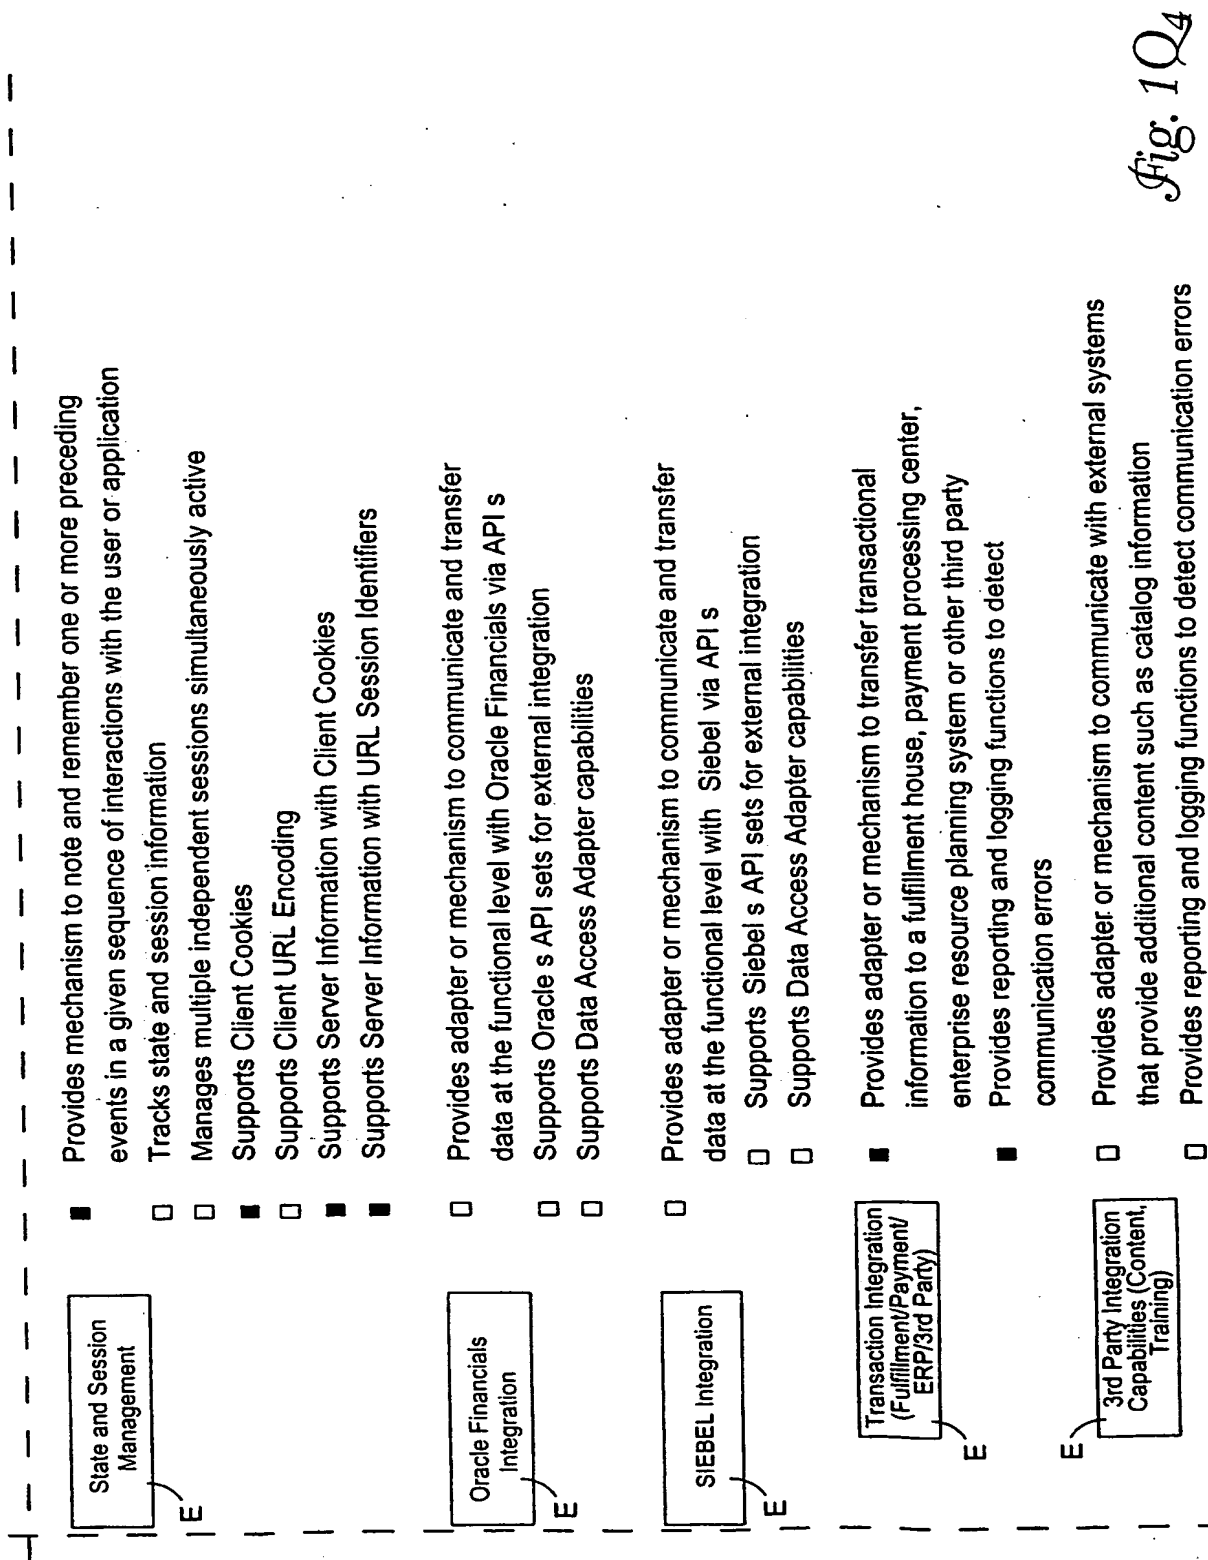 State and Session
Management
E
■ Provides mechanism to note and remember one or more preceding
events in a given sequence of interactions with the user or application
□ Tracks state and session information
□ Manages multiple independent sessions simultaneously active
■ Supports Client Cookies
□ Supports Client URL Encoding
■ Supports Server Information with Client Cookies
■ Supports Server Information with URL Session Identifiers
Oracle Financials
Integration
E
□ Provides adapter or mechanism to communicate and transfer
data at the functional level with Oracle Financials via API s
□ Supports Oracle s API sets for external integration
□ Supports Data Access Adapter capabilities
SIEBEL Integration
E
□ Provides adapter or mechanism to communicate and transfer
data at the functional level with Siebel via API s
□ Supports Siebel s API sets for external integration
□ Supports Data Access Adapter capabilities
Transaction Integration
(Fulfillment/Payment/
ERP/3rd Party)
E
■ Provides adapter or mechanism to transfer transactional
information to a fulfillment house, payment processing center,
enterprise resource planning system or other third party
■ Provides reporting and logging functions to detect
communication errors
E
3rd Party Integration
Capabilities (Content,
Training)
□ Provides adapter or mechanism to communicate with external systems
that provide additional content such as catalog information
□ Provides reporting and logging functions to detect communication errors
Fig. 1Q4